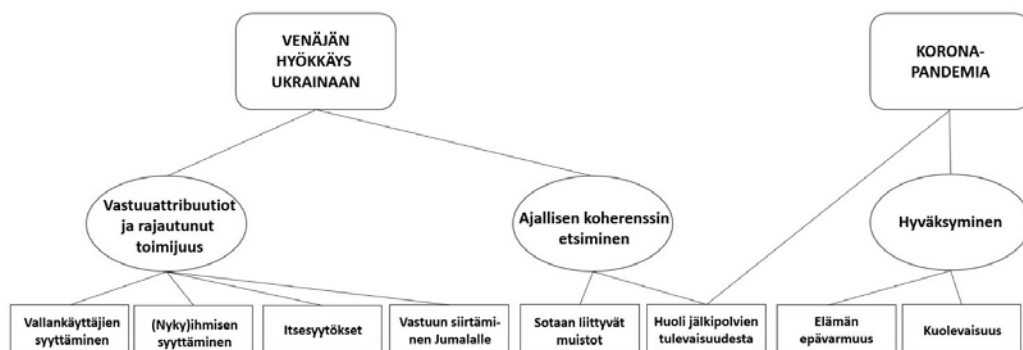 VENÄJÄN
HYÖKKÄYS
UKRAINAAN
KORONA-
PANDEMIA
Vastuuattribuutiot
ja rajautunut
toimijuus
Ajallisen koherenssin
etsiminen
Hyväksyminen
Vallankäyttäjien
syyttäminen
(Nyky)ihmisen
syyttäminen
Itsesyytökset
Vastuun siirtämi-
nen Jumalalle
Sotaan liittyvät
muistot
Huoli jälkipolvien
tulevaisuudesta
Elämän
epävarmuus
Kuolevaisuus